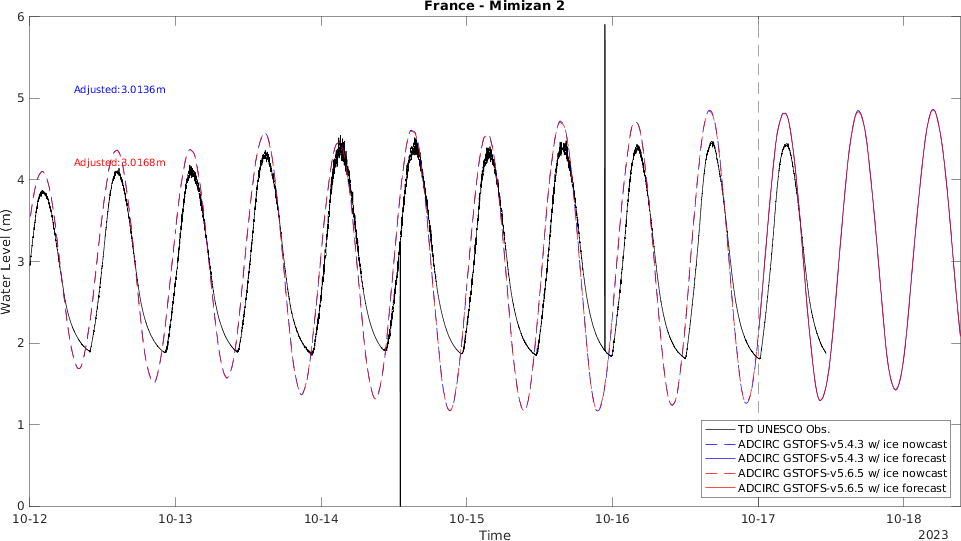 France - Mimizan 2
6
5
4
3
2
1
0
Water Level (m)
Adjusted:3.0136m
Adjusted:3.0168m
TD UNESCO Obs.
ADCIRC GSTOFS-v5.4.3 w/ ice nowcast
ADCIRC GSTOFS-v5.4.3 w/ ice forecast
ADCIRC GSTOFS-v5.6.5 w/ ice nowcast
ADCIRC GSTOFS-v5.6.5 w/ ice forecast
10-12 10-13 10-14 10-15 10-16 10-17 10-18
Time
2023